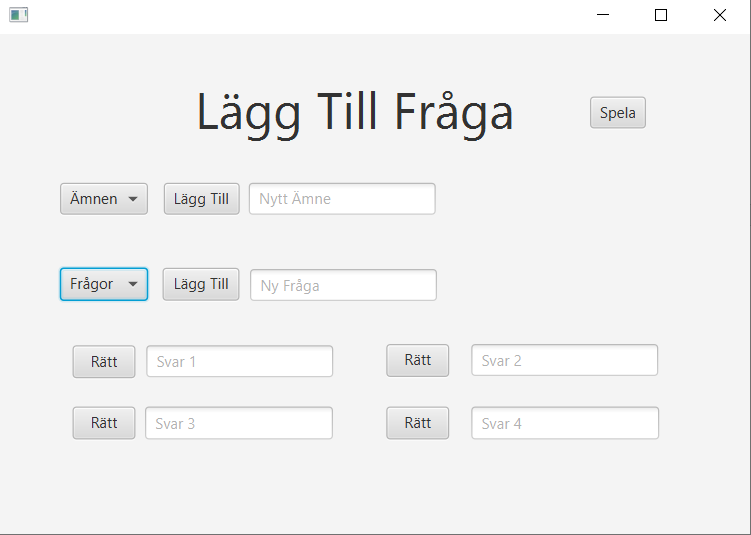 Lägg Till Fråga
Spela
Ämnen Lägg Till Nytt Ämne
Frågor Lägg Till Ny Fråga
Rätt Svar 1 Rätt Svar 2
Rätt Svar 3 Rätt Svar 4